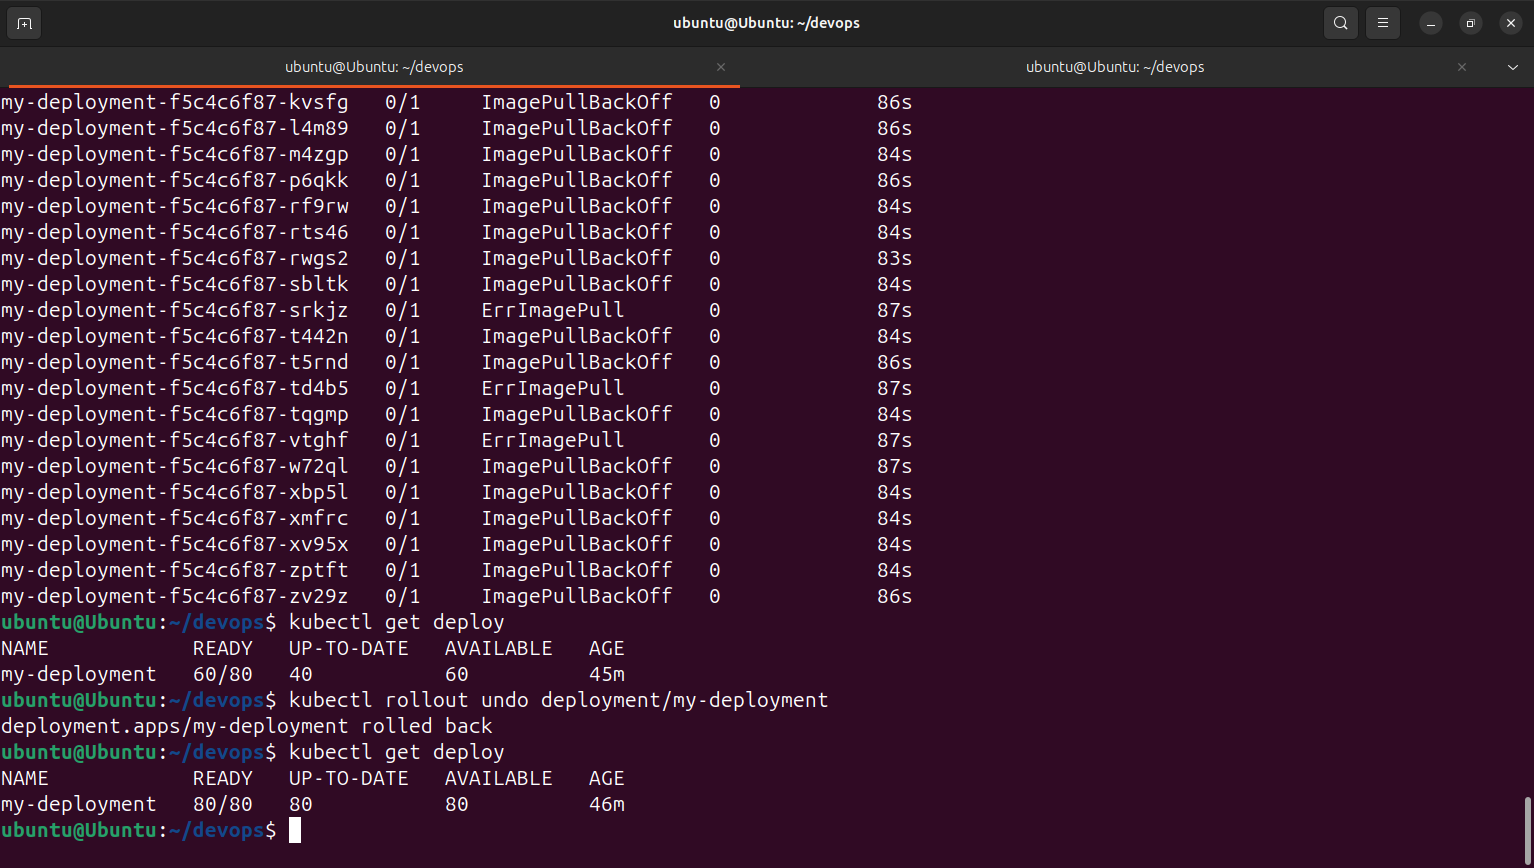 ubuntu@Ubuntu: ~/devops
ubuntu@Ubuntu: ~/devops
ubuntu@Ubuntu: ~/devops
my-deployment-f5c4c6f87-kvsfg   0/1     ImagePullBackOff   0             86s
my-deployment-f5c4c6f87-l4m89   0/1     ImagePullBackOff   0             86s
my-deployment-f5c4c6f87-m4zgp   0/1     ImagePullBackOff   0             84s
my-deployment-f5c4c6f87-p6qkk   0/1     ImagePullBackOff   0             86s
my-deployment-f5c4c6f87-rf9rw   0/1     ImagePullBackOff   0             84s
my-deployment-f5c4c6f87-rts46   0/1     ImagePullBackOff   0             84s
my-deployment-f5c4c6f87-rwgs2   0/1     ImagePullBackOff   0             83s
my-deployment-f5c4c6f87-sbltk   0/1     ImagePullBackOff   0             84s
my-deployment-f5c4c6f87-srkjz   0/1     ErrImagePull       0             87s
my-deployment-f5c4c6f87-t442n   0/1     ImagePullBackOff   0             84s
my-deployment-f5c4c6f87-t5rnd   0/1     ImagePullBackOff   0             86s
my-deployment-f5c4c6f87-td4b5   0/1     ErrImagePull       0             87s
my-deployment-f5c4c6f87-tqgmp   0/1     ImagePullBackOff   0             84s
my-deployment-f5c4c6f87-vtghf   0/1     ErrImagePull       0             87s
my-deployment-f5c4c6f87-w72ql   0/1     ImagePullBackOff   0             87s
my-deployment-f5c4c6f87-xbp5l   0/1     ImagePullBackOff   0             84s
my-deployment-f5c4c6f87-xmfrc   0/1     ImagePullBackOff   0             84s
my-deployment-f5c4c6f87-xv95x   0/1     ImagePullBackOff   0             84s
my-deployment-f5c4c6f87-zptft   0/1     ImagePullBackOff   0             84s
my-deployment-f5c4c6f87-zv29z   0/1     ImagePullBackOff   0             86s
ubuntu@Ubuntu:~/devops$ kubectl get deploy
NAME            READY   UP-TO-DATE   AVAILABLE   AGE
my-deployment   60/80   40           60          45m
ubuntu@Ubuntu:~/devops$ kubectl rollout undo deployment/my-deployment
deployment.apps/my-deployment rolled back
ubuntu@Ubuntu:~/devops$ kubectl get deploy
NAME            READY   UP-TO-DATE   AVAILABLE   AGE
my-deployment   80/80   80           80          46m
ubuntu@Ubuntu:~/devops$